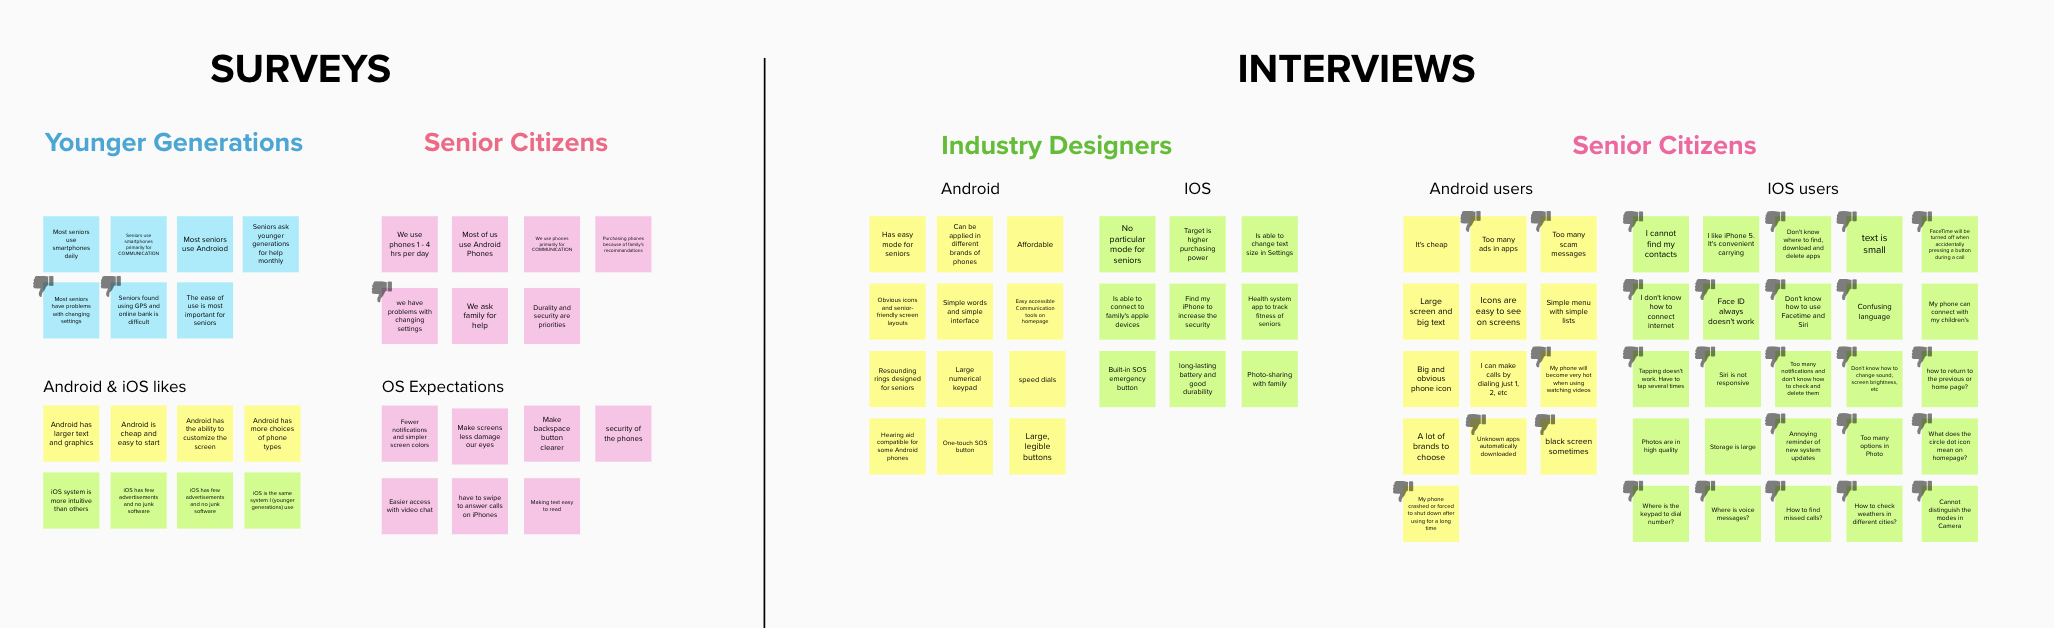 SURVEYS
Younger Generations
Most seniors
use
smartphones
daily
Seniors use
smartphones
primarily for
COMMUNICATION
Most seniors
use Androiod
Seniors ask
younger
generations
for help
monthly
Most seniors
have problems
with changing
settings
Seniors found
using GPS and
online bank is
difficult
The ease of
use is most
important for
seniors
Android & iOS likes
Android has
larger text
and graphics
Android is
cheap and
easy to start
Android has
the ability to
customize the
screen
Android has
more choices
of phone
types
iOS system is
more intuitive
than others
iOS has few
advertisements
and no junk
software
iOS has few
advertisements
and no junk
software
iOS is the same
system I (younger
generations) use
Senior Citizens
We use
phones 1 - 4
hrs per day
Most of us
use Android
Phones
We use phones
primarily for
COMMUNICATION
Purchasing phones
because of family's
recommendations
we have
problems with
changing
settings
We ask
family for
help
Durality and
security are
priorities
OS Expectations
Fewer
notifications
and simpler
screen colors
Make screens
less damage
our eyes
Make
backspace
button
clearer
security of
the phones
Easier access
with video chat
have to swipe
to answer calls
on iPhones
Making text easy
to read
INTERVIEWS
Industry Designers
Android
Has easy
mode for
seniors
Can be
applied in
different
brands of
phones
Affordable
Obvious icons
and senior-
friendly screen
layouts
Simple words
and simple
interface
Easy accessible
Communication
tools on
homepage
Resounding
rings designed
for seniors
Large
numerical
keypad
speed dials
Hearing aid
compatible for
some Android
phones
One-touch SOS
button
Large,
legible
buttons
IOS
No
particular
mode for
seniors
Target is
higher
purchasing
power
Is able to
change text
size in Settings
Is able to
connect to
family's apple
devices
Find my
iPhone to
increase the
security
Health system
app to track
fitness of
seniors
Built-in SOS
emergency
button
long-lasting
battery and
good
durability
Photo-sharing
with family
Senior Citizens
Android users
It's cheap
Too many
ads in apps
Too many
scam
messages
Large
screen and
big text
Icons are
easy to see
on screens
Simple menu
with simple
lists
Big and
obvious
phone icon
I can make
calls by
dialing just 1,
2, etc
My phone will
become very hot
when using
watching videos
A lot of
brands to
choose
Unknown apps
automatically
downloaded
black screen
sometimes
My phone
crashed or forced
to shut down after
using for a long
time
IOS users
I cannot
find my
contacts
I like iPhone 5.
It's convenient
carrying
Don't know
where to find,
download and
delete apps
text is
small
FaceTime will be
turned off when
accidentally
pressing a button
during a call
I don't know
how to
connect
internet
Face ID
always
doesn't work
Don't know
how to use
Facetime and
Siri
Confusing
language
My phone can
connect with
my children's
Tapping doesn't
work. Have to
tap several times
Siri is not
responsive
Too many
notifications and
don't know how
to check and
delete them
Don't know how to
change sound,
screen brightness,
etc
how to return to
the previous or
home page?
Photos are in
high quality
Storage is large
Annoying
reminder of
new system
updates
Too many
options in
Photo
What does the
circle dot icon
mean on
homepage?
Where is the
keypad to dial
number?
Where is voice
messages?
How to find
missed calls?
How to check
weathers in
different cities?
Cannot
distinguish the
modes in
Camera